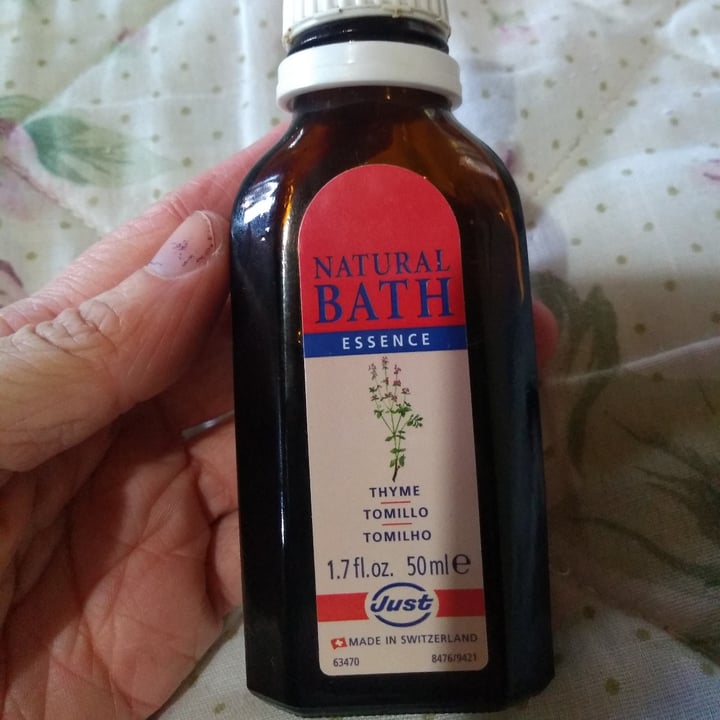 NATURAL
BATH
ESSENCE
THYME
TOMILLO
TOMILHO
1.7 fl.oz. 50 ml e
Just
MADE IN SWITZERLAND
63470 8476/9421